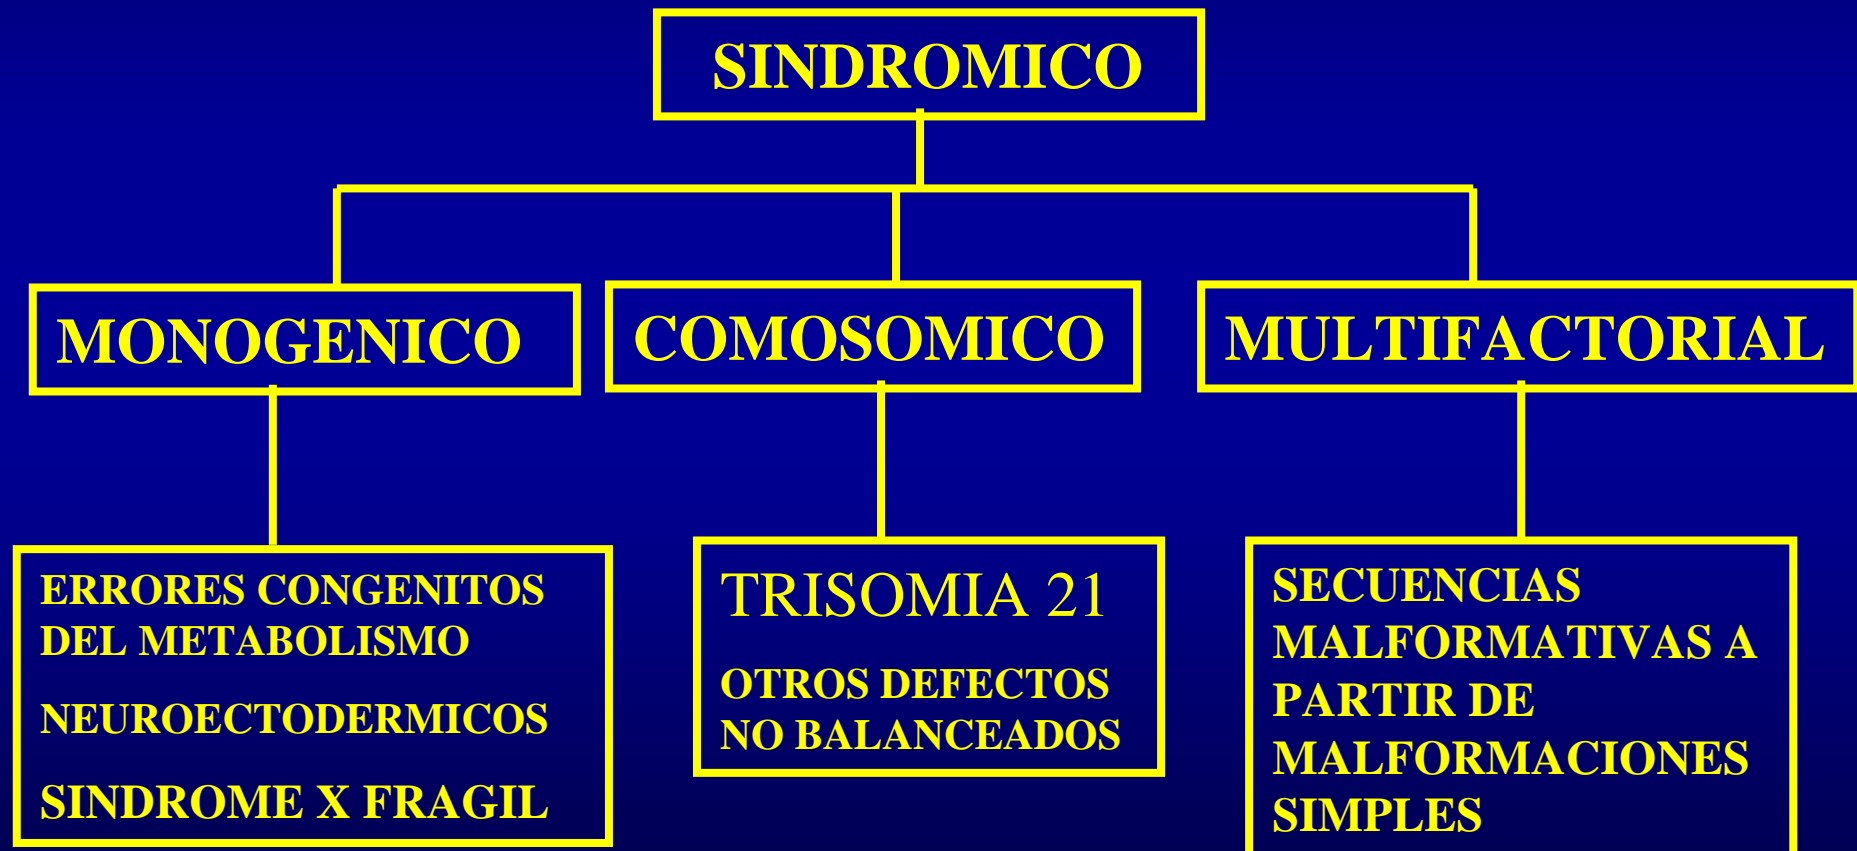 SINDROMICO
MONOGENICO
COMOSOMICO
MULTIFACTORIAL
ERRORES CONGENITOS
DEL METABOLISMO
NEUROECTODERMICOS
SINDROME X FRAGIL
TRISOMIA 21
OTROS DEFECTOS
NO BALANCEADOS
SECUENCIAS
MALFORMATIVAS A
PARTIR DE
MALFORMACIONES
SIMPLES